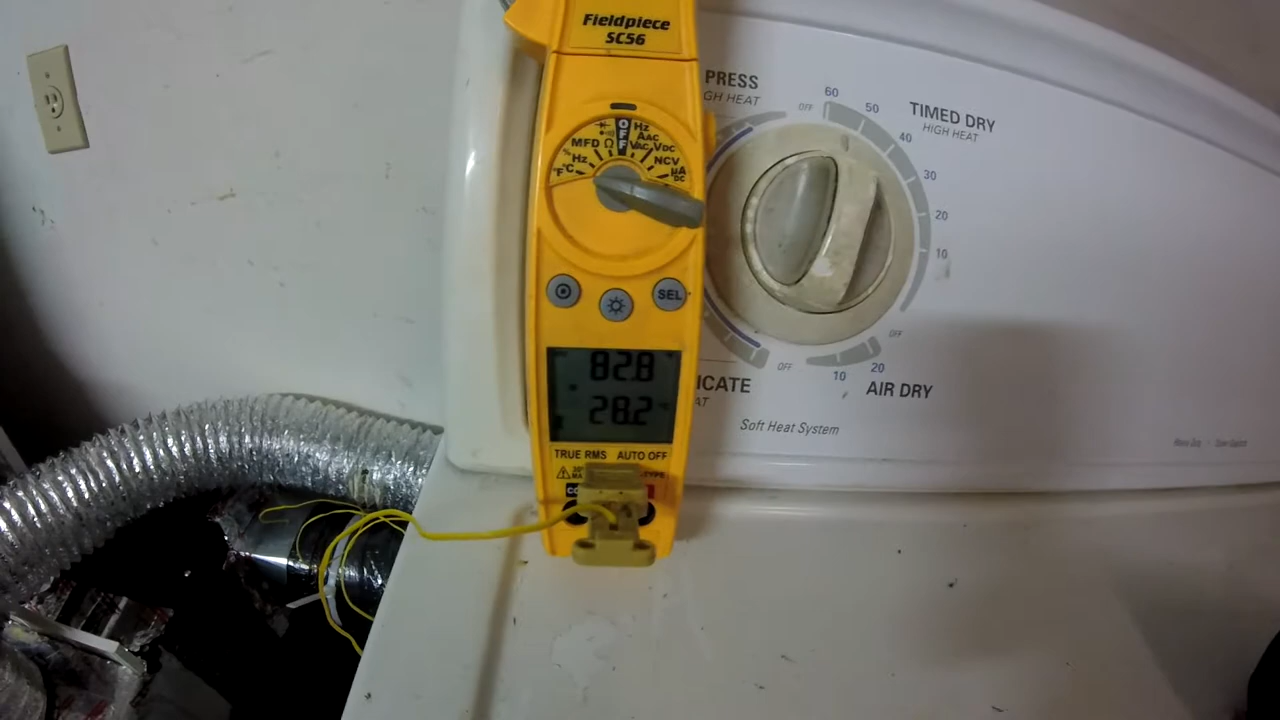 Fieldpiece
SC56
OFF
Hz
AAC
VAC VDC
NCV
µA
DC
MFD Ω
% Hz
°F °C
SEL
82.8
28.2
TRUE RMS AUTO OFF
PRESS
GH HEAT
OFF
60
50
40
30
20
10
TIMED DRY
HIGH HEAT
OFF
20
10
AIR DRY
OFF
ICATE
AT
Soft Heat System